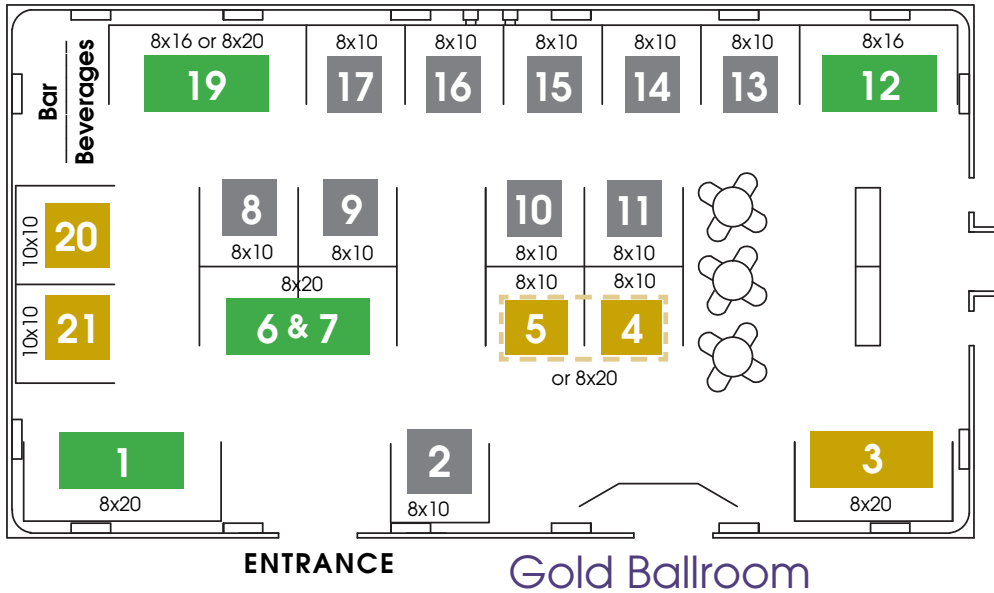 Bar
Beverages
8x16 or 8x20
19
8x10
17
8x10
16
8x10
15
8x10
14
8x10
13
8x16
12
10x10
20
10x10
21
8
8x10
9
8x10
8x20
6 & 7
10
8x10
11
8x10
8x10
5
8x10
4
or 8x20
1
8x20
2
8x10
3
8x20
ENTRANCE
Gold Ballroom